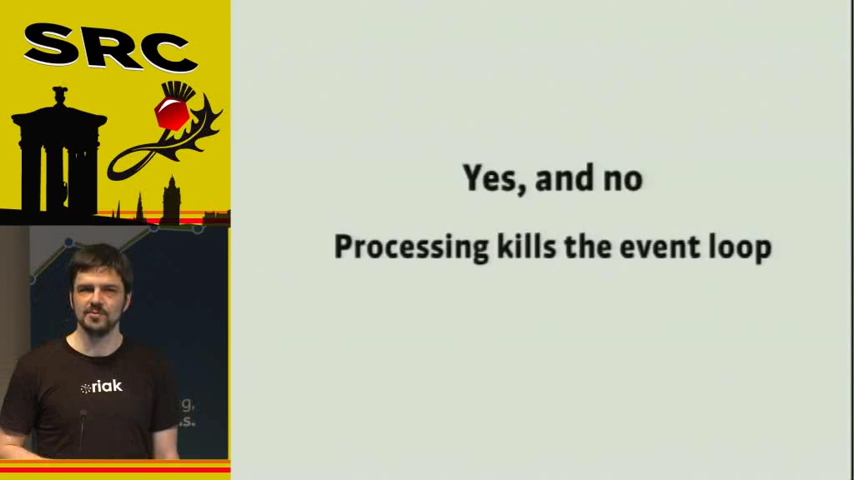 SRC
Yes, and no
Processing kills the event loop
riak
g,
s.